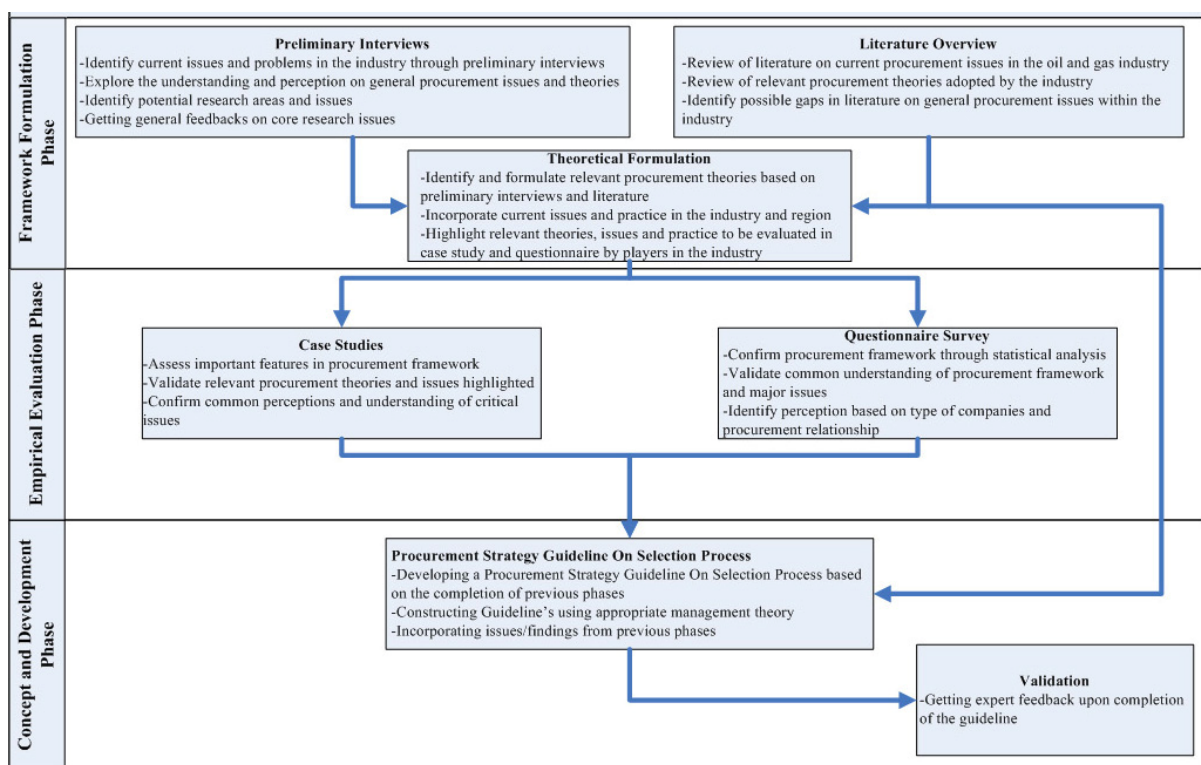 Framework Formulation
Phase
Preliminary Interviews
-Identify current issues and problems in the industry through preliminary interviews
-Explore the understanding and perception on general procurement issues and theories
-Identify potential research areas and issues
-Getting general feedbacks on core research issues
Literature Overview
-Review of literature on current procurement issues in the oil and gas industry
-Review of relevant procurement theories adopted by the industry
-Identify possible gaps in literature on general procurement issues within the
industry
Theoretical Formulation
-Identify and formulate relevant procurement theories based on
preliminary interviews and literature
-Incorporate current issues and practice in the industry and region
-Highlight relevant theories, issues and practice to be evaluated in
case study and questionnaire by players in the industry
Empirical Evaluation Phase
Case Studies
-Assess important features in procurement framework
-Validate relevant procurement theories and issues highlighted
-Confirm common perceptions and understanding of critical
issues
Questionnaire Survey
-Confirm procurement framework through statistical analysis
-Validate common understanding of procurement framework
and major issues
-Identify perception based on type of companies and
procurement relationship
Concept and Development
Phase
Procurement Strategy Guideline On Selection Process
-Developing a Procurement Strategy Guideline On Selection Process based
on the completion of previous phases
-Constructing Guideline's using appropriate management theory
-Incorporating issues/findings from previous phases
Validation
-Getting expert feedback upon completion
of the guideline